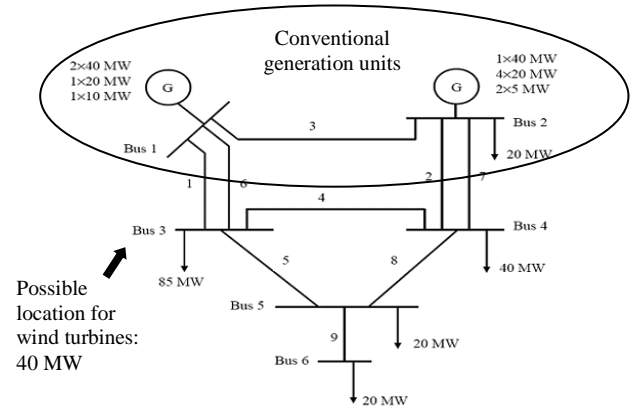 Conventional
generation units
2×40 MW
1×20 MW
1×10 MW
G
1×40 MW
4×20 MW
2×5 MW
G
3
Bus 1
Bus 2
20 MW
1
6
2
7
4
Bus 3
Bus 4
85 MW
5
8
40 MW
Possible
location for
wind turbines:
40 MW
Bus 5
9
20 MW
Bus 6
20 MW